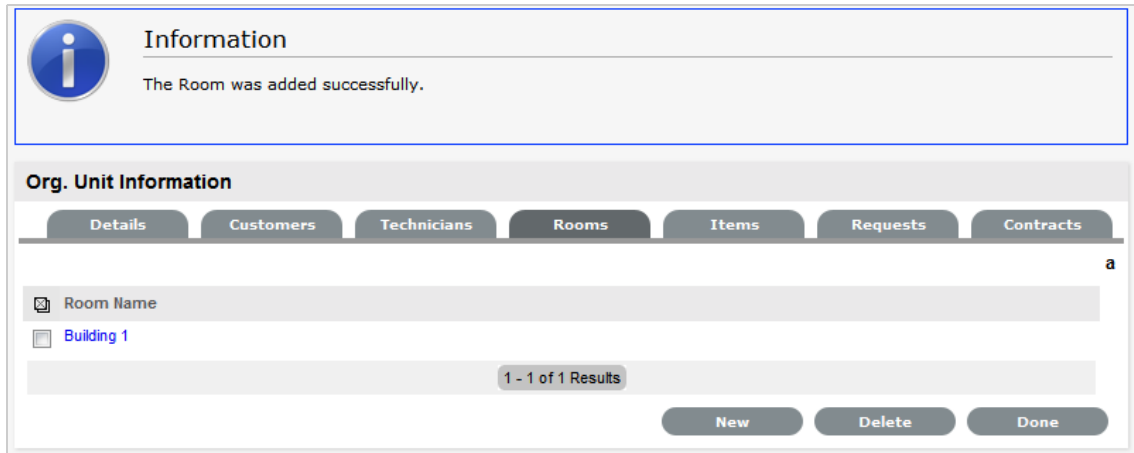 Information
The Room was added successfully.
Org. Unit Information
Details Customers Technicians Rooms Items Requests Contracts
a
Room Name
Building 1
1 - 1 of 1 Results
New Delete Done